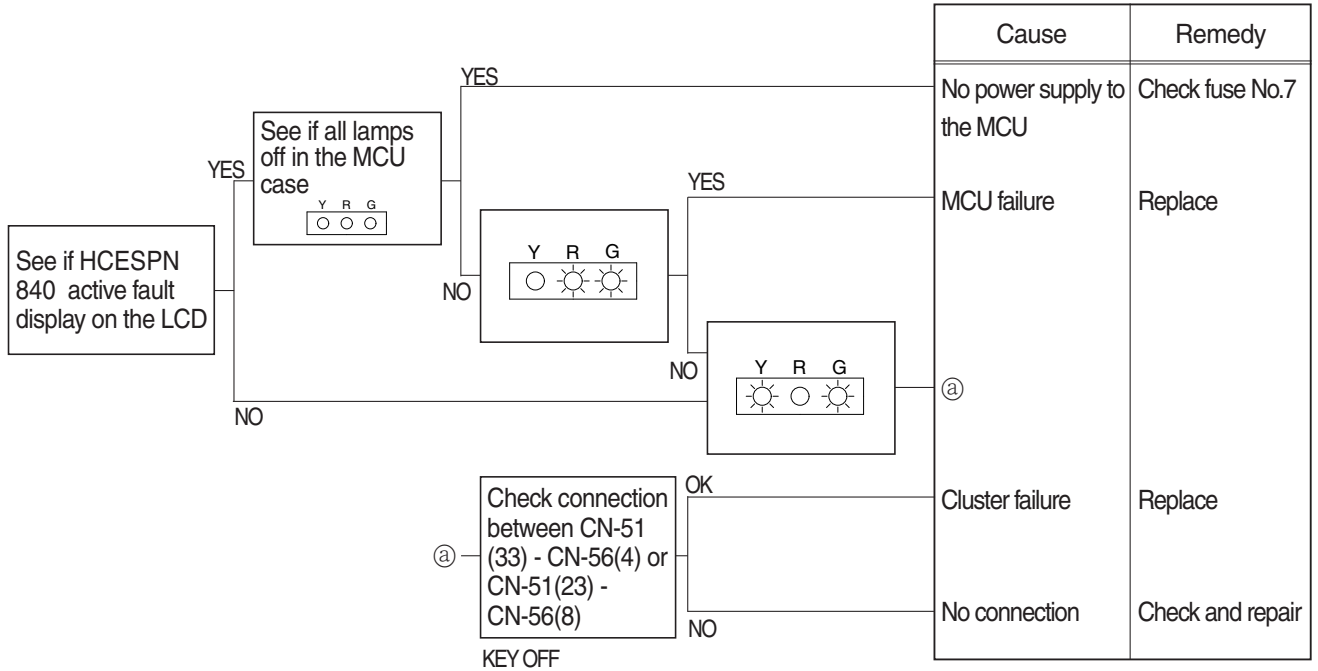 Cause Remedy
YES
No power supply to Check fuse No.7
the MCU
YES
See if all lamps
off in the MCU
case
Y R G
YES
MCU failure Replace
See if HCESPN
840 active fault
display on the LCD
NO
Y R G
NO
Y R G
ⓐ
NO
OK
Check connection
between CN-51
(33) - CN-56(4) or
CN-51(23) -
CN-56(8)
ⓐ
Cluster failure Replace
No connection Check and repair
NO
KEY OFF